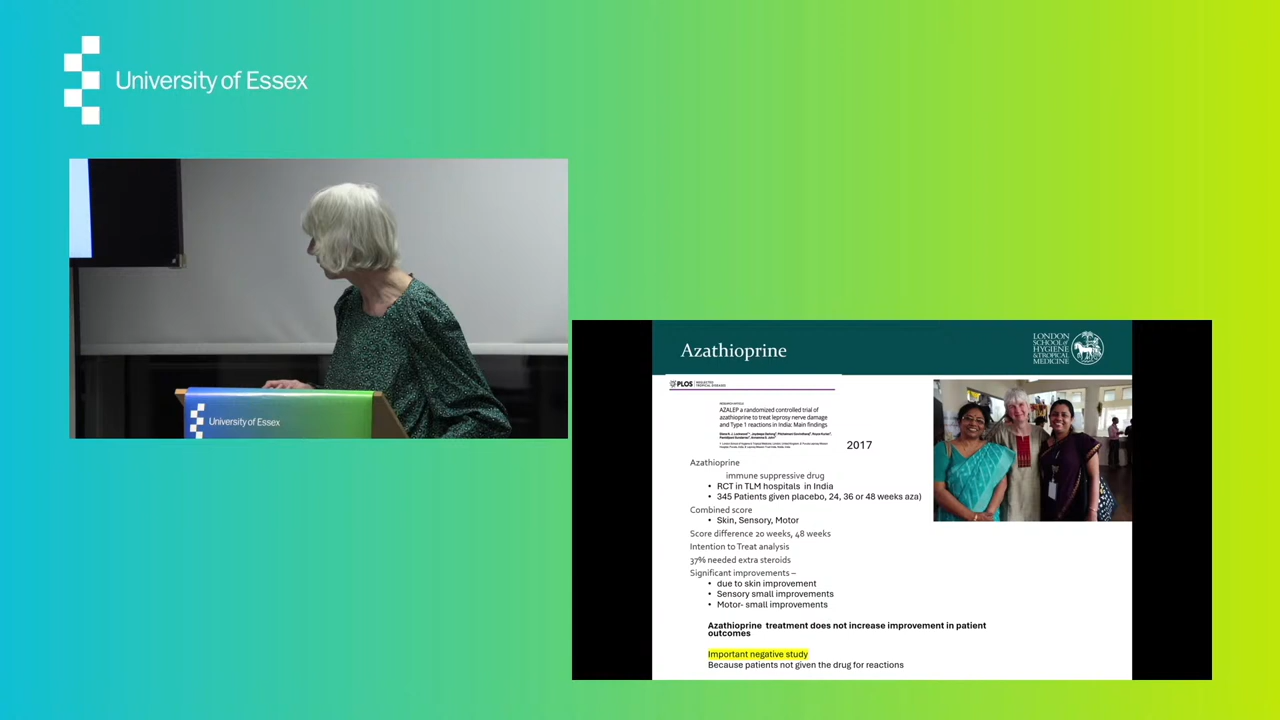 University of Essex
University of Essex
Azathioprine
LONDON
SCHOOL of
HYGIENE
& TROPICAL
MEDICINE
PLOS
NEGLECTED
TROPICAL DISEASES
RESEARCH ARTICLE
AZALEP a randomized controlled trial of
azathioprine to treat leprosy nerve damage
and Type 1 reactions in India: Main findings
2017
Azathioprine
immune suppressive drug
• RCT in TLM hospitals in India
• 345 Patients given placebo, 24, 36 or 48 weeks aza)
Combined score
• Skin, Sensory, Motor
Score difference 20 weeks, 48 weeks
Intention to Treat analysis
37% needed extra steroids
Significant improvements –
• due to skin improvement
• Sensory small improvements
• Motor- small improvements
Azathioprine treatment does not increase improvement in patient
outcomes
Important negative study
Because patients not given the drug for reactions